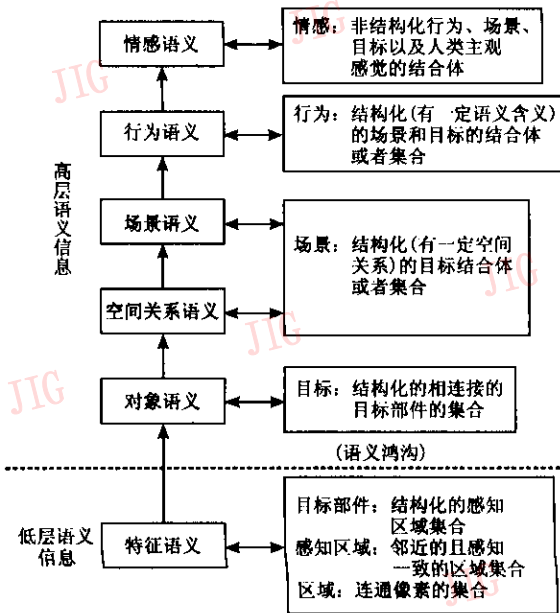 情感语义
情感：非结构化行为、场景、
目标以及人类主观
感觉的结合体
行为语义
行为：结构化(有一定语义含义)
的场景和目标的结合体
或者集合
高层语义信息
场景语义
场景：结构化(有一定空间
关系)的目标结合体
或者集合
空间关系语义
对象语义
目标：结构化的相连接的
目标部件的集合
(语义鸿沟)
低层语义
信息
特征语义
目标部件：结构化的感知
区域集合
感知区域：邻近的且感知
一致的区域集合
区域：连通像素的集合
JIG
JIG
JIG
JIG
JIG
JIG